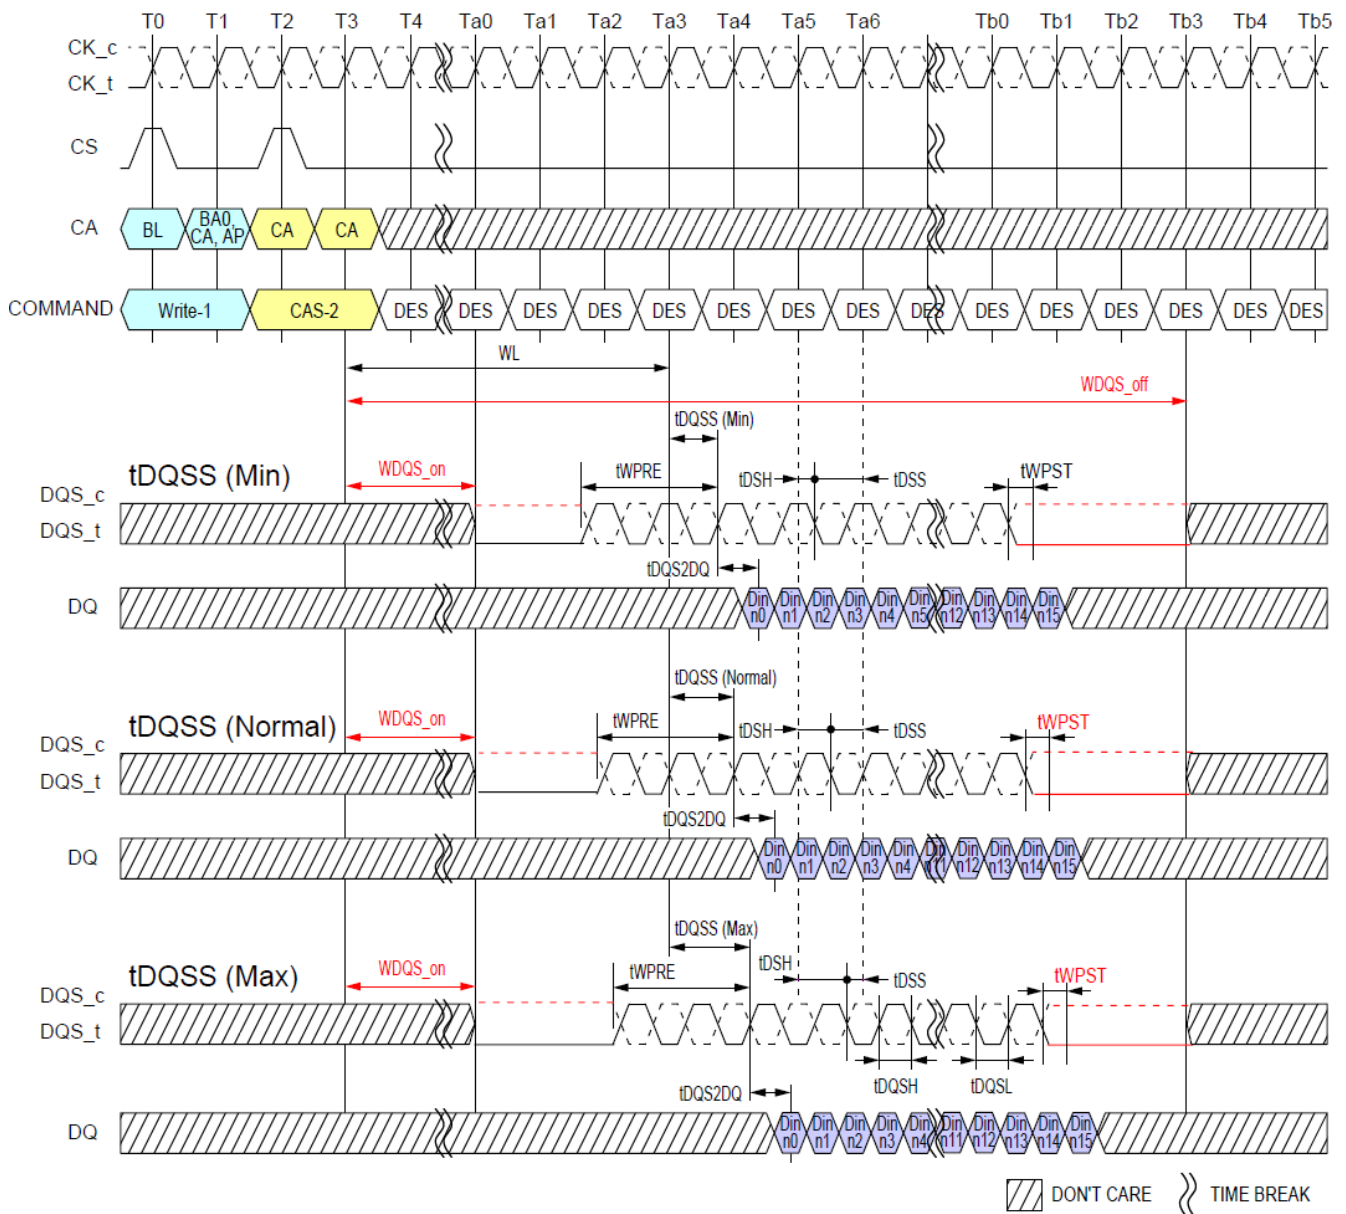 T0 T1 T2 T3 T4 Ta0 Ta1 Ta2 Ta3 Ta4 Ta5 Ta6 Tb0 Tb1 Tb2 Tb3 Tb4 Tb5
CK_c
CK_t
CS
CA BL BA0, CA, AP CA CA
COMMAND Write-1 CAS-2 DES DES DES DES DES DES DES DES DES DES DES DES DES DES DES
WL
WDQS_off
tDQSS (Min)
tDQSS (Min) WDQS_on tWPRE tDSH tDSS tWPST
DQS_c
DQS_t
tDQS2DQ
DQ Din n0 Din n1 Din n2 Din n3 Din n4 Din n5 Din n12 Din n13 Din n14 Din n15
tDQSS (Normal)
tDQSS (Normal) WDQS_on tWPRE tDSH tDSS tWPST
DQS_c
DQS_t
tDQS2DQ
DQ Din n0 Din n1 Din n2 Din n3 Din n4 Din n11 Din n12 Din n13 Din n14 Din n15
tDQSS (Max)
tDQSS (Max) WDQS_on tWPRE tDSH tDSS tWPST
DQS_c
DQS_t
tDQS2DQ tDQSH tDQSL
DQ Din n0 Din n1 Din n2 Din n3 Din n4 Din n11 Din n12 Din n13 Din n14 Din n15
DON'T CARE TIME BREAK